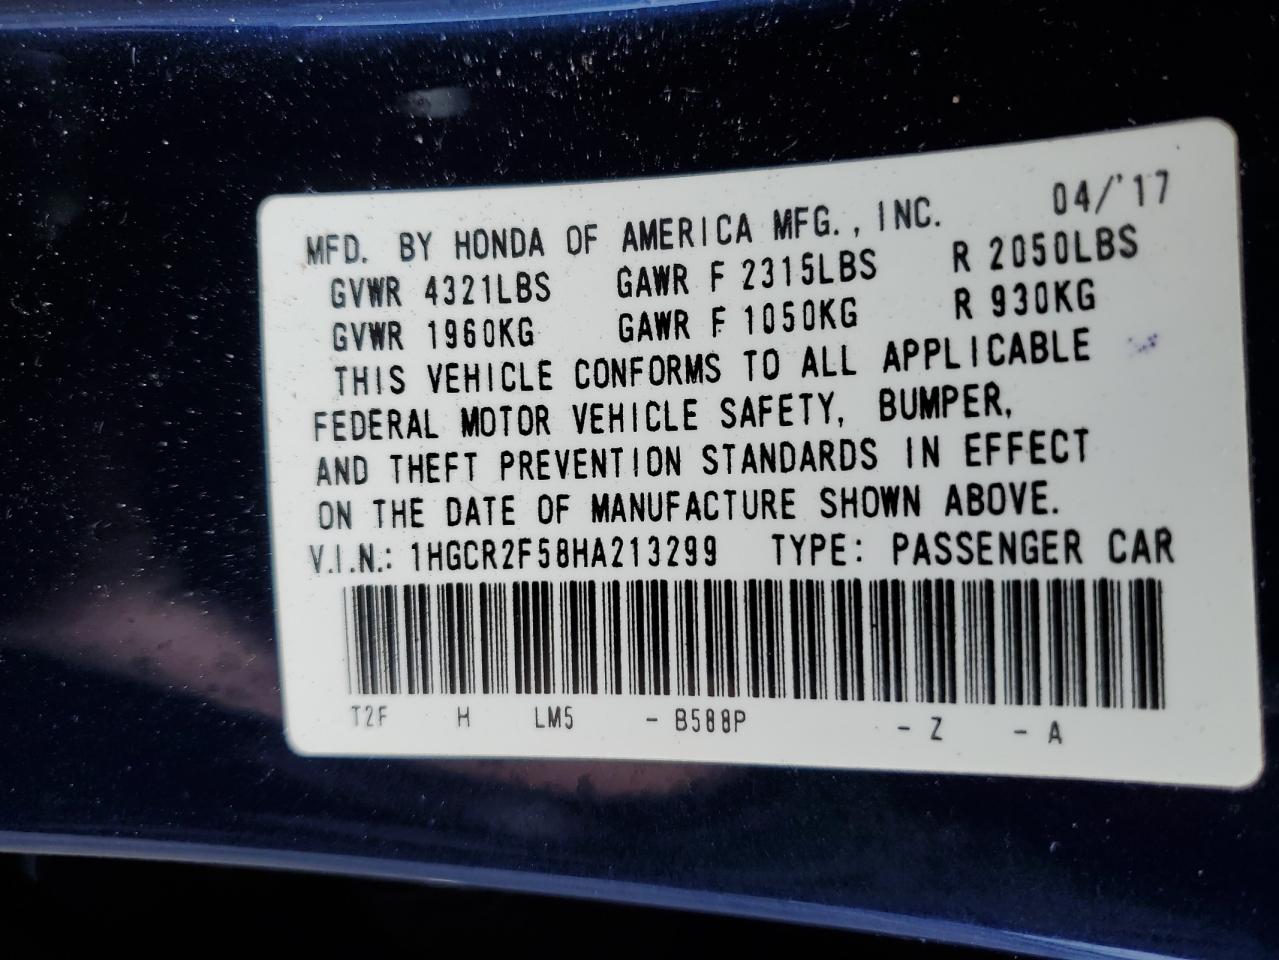 04/'17
MFD. BY HONDA OF AMERICA MFG., INC.
GVWR 4321LBS GAWR F 2315LBS R 2050LBS
GVWR 1960KG GAWR F 1050KG R 930KG
THIS VEHICLE CONFORMS TO ALL APPLICABLE
FEDERAL MOTOR VEHICLE SAFETY, BUMPER,
AND THEFT PREVENTION STANDARDS IN EFFECT
ON THE DATE OF MANUFACTURE SHOWN ABOVE.
V.I.N.: 1HGCR2F58HA213299 TYPE: PASSENGER CAR
T2F H LM5 - B588P - Z - A